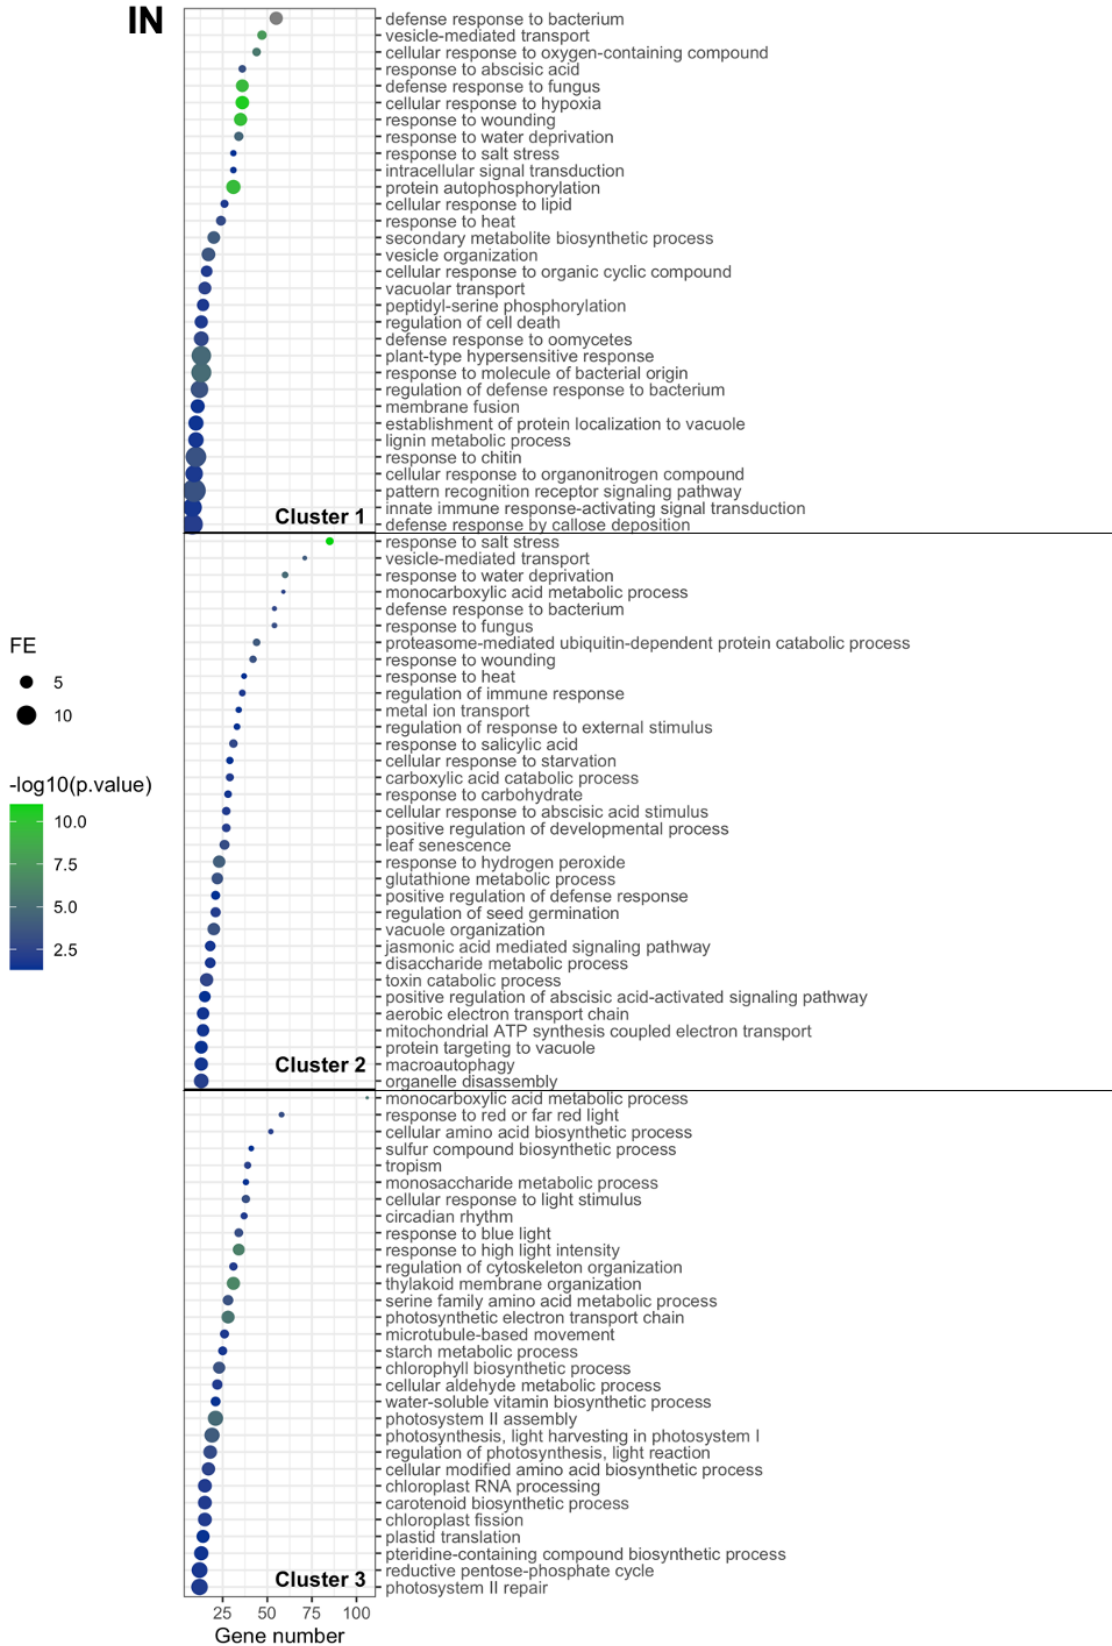 IN
defense response to bacterium
vesicle-mediated transport
cellular response to oxygen-containing compound
response to abscisic acid
defense response to fungus
cellular response to hypoxia
response to wounding
response to water deprivation
response to salt stress
intracellular signal transduction
protein autophosphorylation
cellular response to lipid
response to heat
secondary metabolite biosynthetic process
vesicle organization
cellular response to organic cyclic compound
vacuolar transport
peptidyl-serine phosphorylation
regulation of cell death
defense response to oomycetes
plant-type hypersensitive response
response to molecule of bacterial origin
regulation of defense response to bacterium
membrane fusion
establishment of protein localization to vacuole
lignin metabolic process
response to chitin
cellular response to organonitrogen compound
pattern recognition receptor signaling pathway
innate immune response-activating signal transduction
defense response by callose deposition
Cluster 1
response to salt stress
vesicle-mediated transport
response to water deprivation
monocarboxylic acid metabolic process
defense response to bacterium
response to fungus
proteasome-mediated ubiquitin-dependent protein catabolic process
response to wounding
response to heat
regulation of immune response
metal ion transport
regulation of response to external stimulus
response to salicylic acid
cellular response to starvation
carboxylic acid catabolic process
response to carbohydrate
cellular response to abscisic acid stimulus
positive regulation of developmental process
leaf senescence
response to hydrogen peroxide
glutathione metabolic process
positive regulation of defense response
regulation of seed germination
vacuole organization
jasmonic acid mediated signaling pathway
disaccharide metabolic process
toxin catabolic process
positive regulation of abscisic acid-activated signaling pathway
aerobic electron transport chain
mitochondrial ATP synthesis coupled electron transport
protein targeting to vacuole
macroautophagy
organelle disassembly
Cluster 2
FE
5
10
-log10(p.value)
10.0
7.5
5.0
2.5
monocarboxylic acid metabolic process
response to red or far red light
cellular amino acid biosynthetic process
sulfur compound biosynthetic process
tropism
monosaccharide metabolic process
cellular response to light stimulus
circadian rhythm
response to blue light
response to high light intensity
regulation of cytoskeleton organization
thylakoid membrane organization
serine family amino acid metabolic process
photosynthetic electron transport chain
microtubule-based movement
starch metabolic process
chlorophyll biosynthetic process
cellular aldehyde metabolic process
water-soluble vitamin biosynthetic process
photosystem II assembly
photosynthesis, light harvesting in photosystem I
regulation of photosynthesis, light reaction
cellular modified amino acid biosynthetic process
chloroplast RNA processing
carotenoid biosynthetic process
chloroplast fission
plastid translation
pteridine-containing compound biosynthetic process
reductive pentose-phosphate cycle
photosystem II repair
Cluster 3
25 50 75 100
Gene number